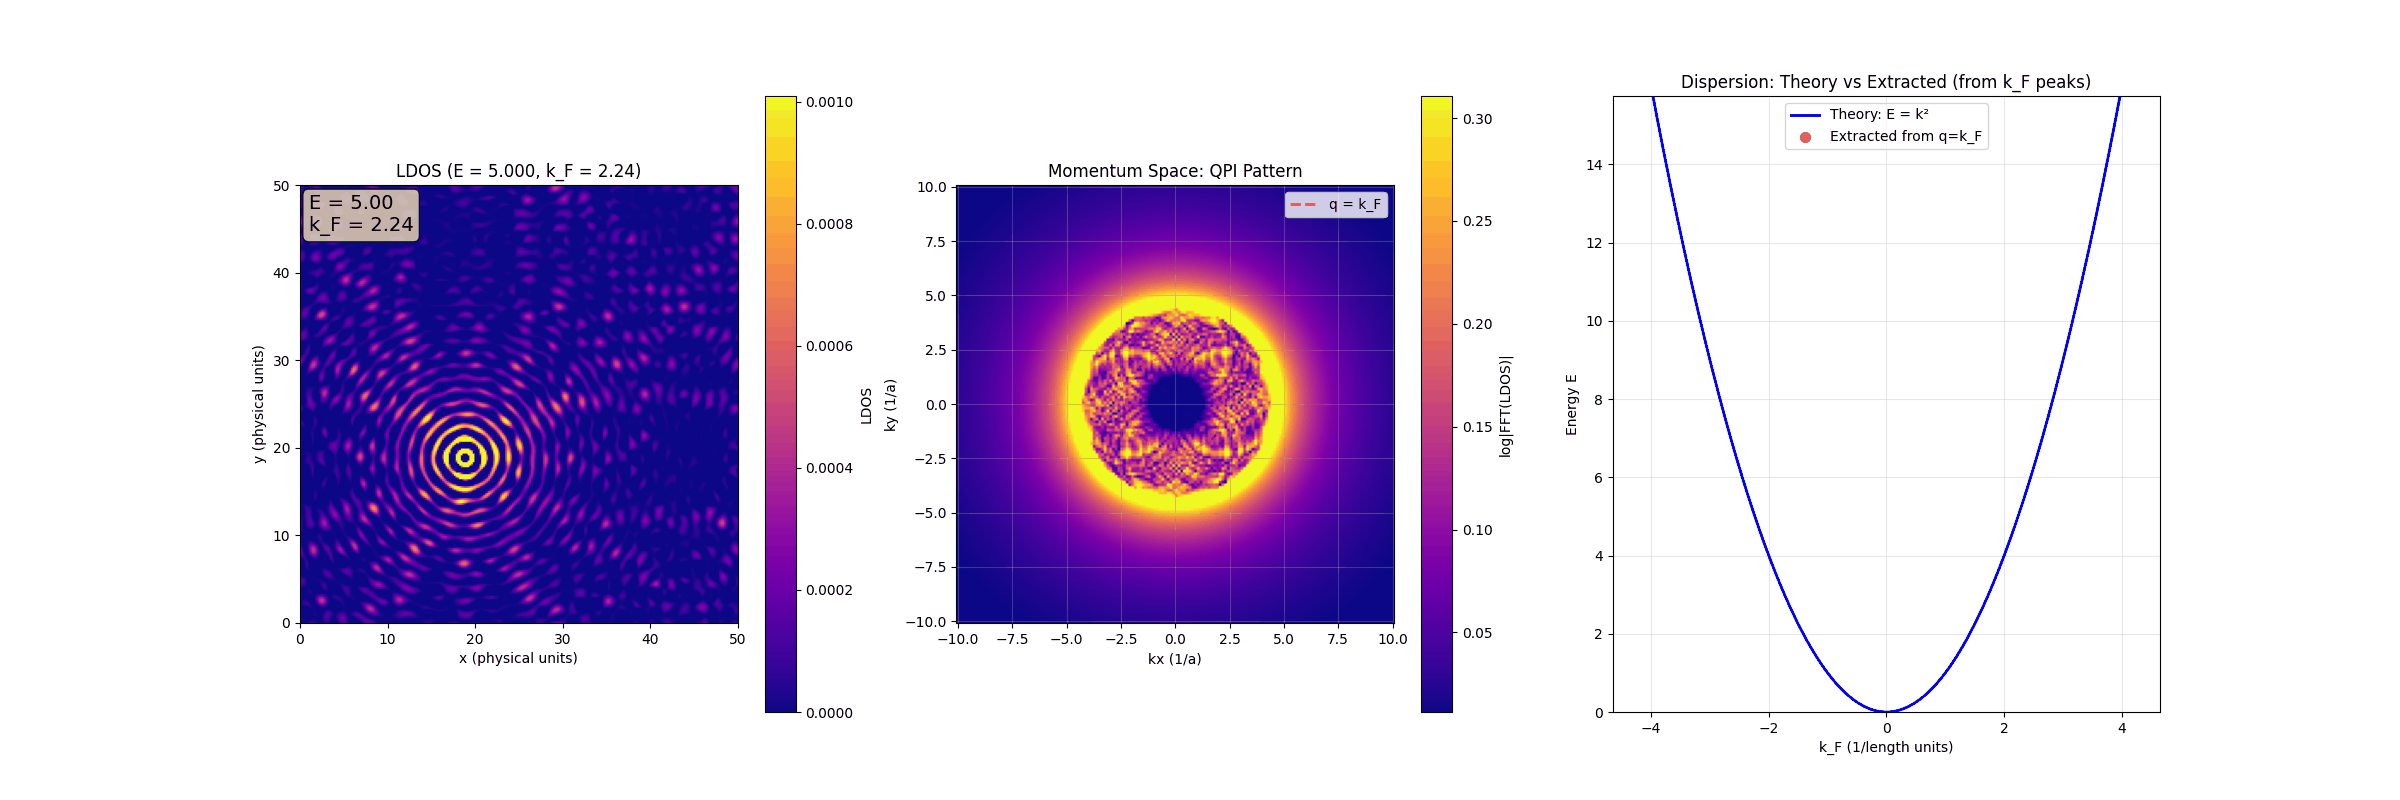 LDOS (E = 5.000, k_F = 2.24)
E = 5.00
k_F = 2.24
50
40
30
20
10
0
y (physical units)
0 10 20 30 40 50
x (physical units)
0.0010
0.0008
0.0006
0.0004
0.0002
0.0000
LDOS
Momentum Space: QPI Pattern
q = k_F
10.0
7.5
5.0
2.5
0.0
−2.5
−5.0
−7.5
−10.0
ky (1/a)
−10.0 −7.5 −5.0 −2.5 0.0 2.5 5.0 7.5 10.0
kx (1/a)
0.30
0.25
0.20
0.15
0.10
0.05
log|FFT(LDOS)|
Dispersion: Theory vs Extracted (from k_F peaks)
Theory: E = k²
Extracted from q=k_F
14
12
10
8
6
4
2
0
Energy E
−4 −2 0 2 4
k_F (1/length units)